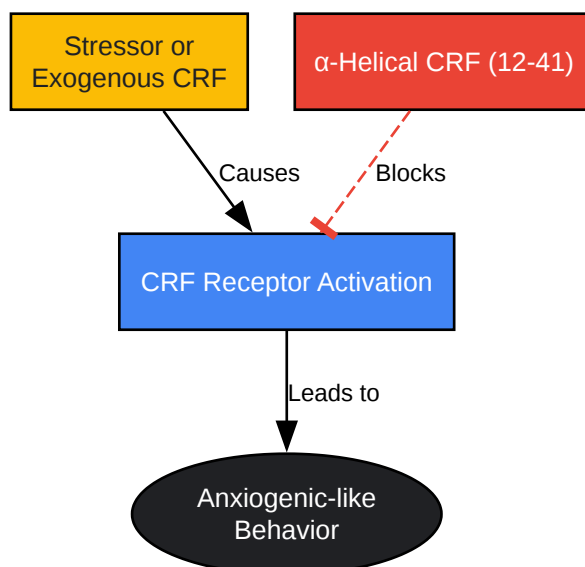 Stressor or
Exogenous CRF
α-Helical CRF (12-41)
Causes
Blocks
CRF Receptor Activation
Leads to
Anxiogenic-like
Behavior